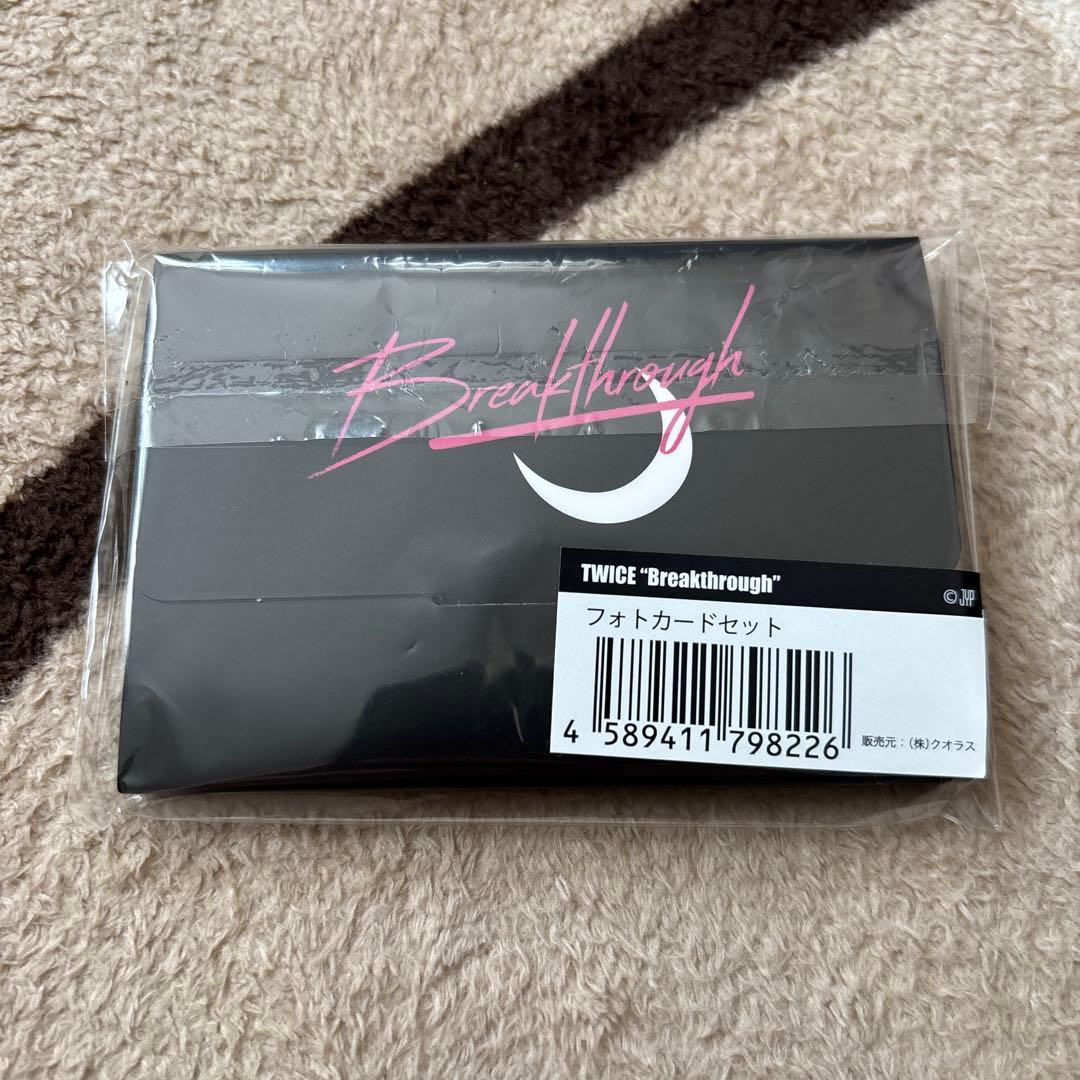 Breakthrough
TWICE “Breakthrough”
© JYP
フォトカードセット
4 589411 798226
販売元：(株)クオラス